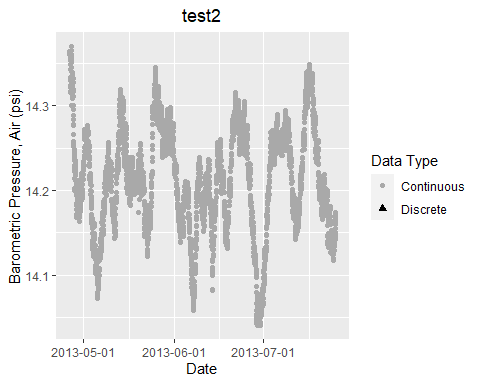 test2
Barometric Pressure, Air (psi)
14.3
14.2
14.1
2013-05-01 2013-06-01 2013-07-01
Date
Data Type
Continuous
Discrete